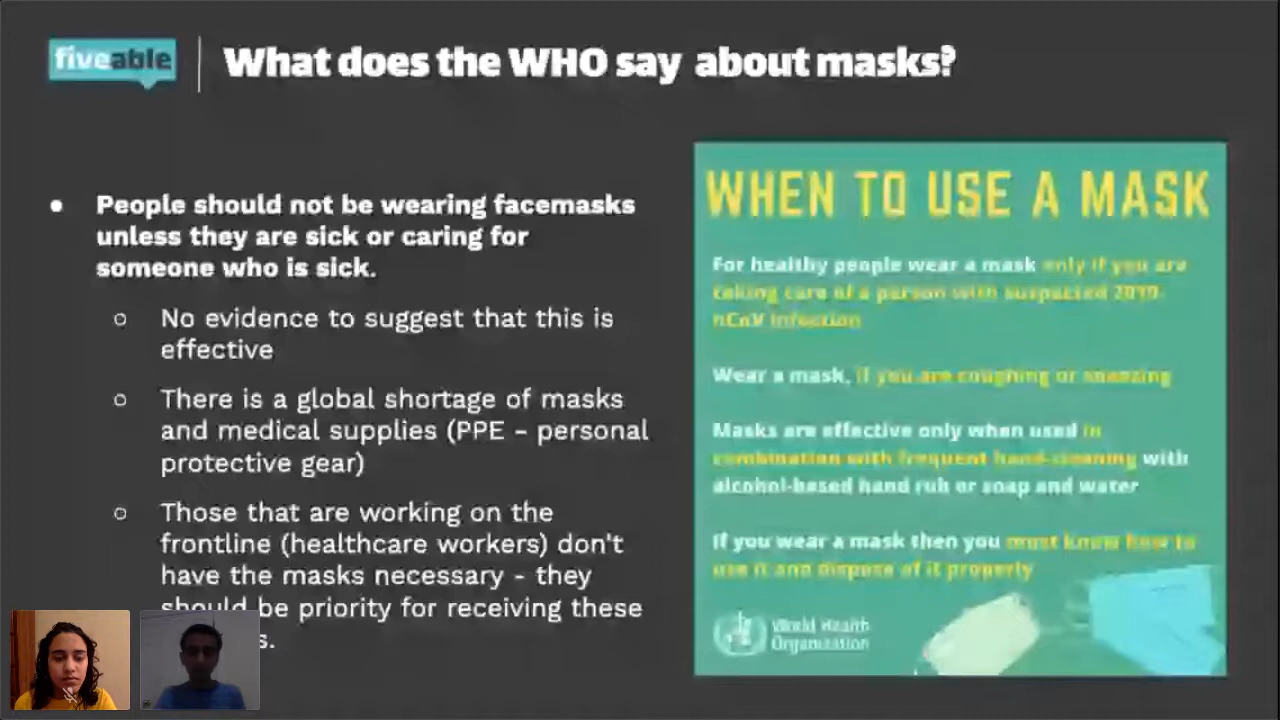 fiveable
What does the WHO say about masks?
● People should not be wearing facemasks
unless they are sick or caring for
someone who is sick.
○ No evidence to suggest that this is
effective
○ There is a global shortage of masks
and medical supplies (PPE - personal
protective gear)
○ Those that are working on the
frontline (healthcare workers) don't
have the masks necessary - they
should be priority for receiving these
WHEN TO USE A MASK
For healthy people wear a mask only if you are
taking care of a person with suspected 2019-
nCoV infection
Wear a mask, if you are coughing or sneezing
Masks are effective only when used in
combination with frequent hand-cleaning with
alcohol-based hand rub or soap and water
If you wear a mask then you must know how to
use it and dispose of it properly
World Health
Organization